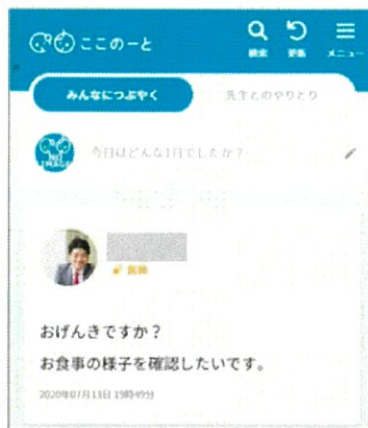 ここのーと
検索
更新
メニュー
みんなにつぶやく
先生とのやりとり
NO
IMAGE
今日はどんな1日でしたか?
医師
おげんきですか?
お食事の様子を確認したいです。
2020年07月13日 19時49分